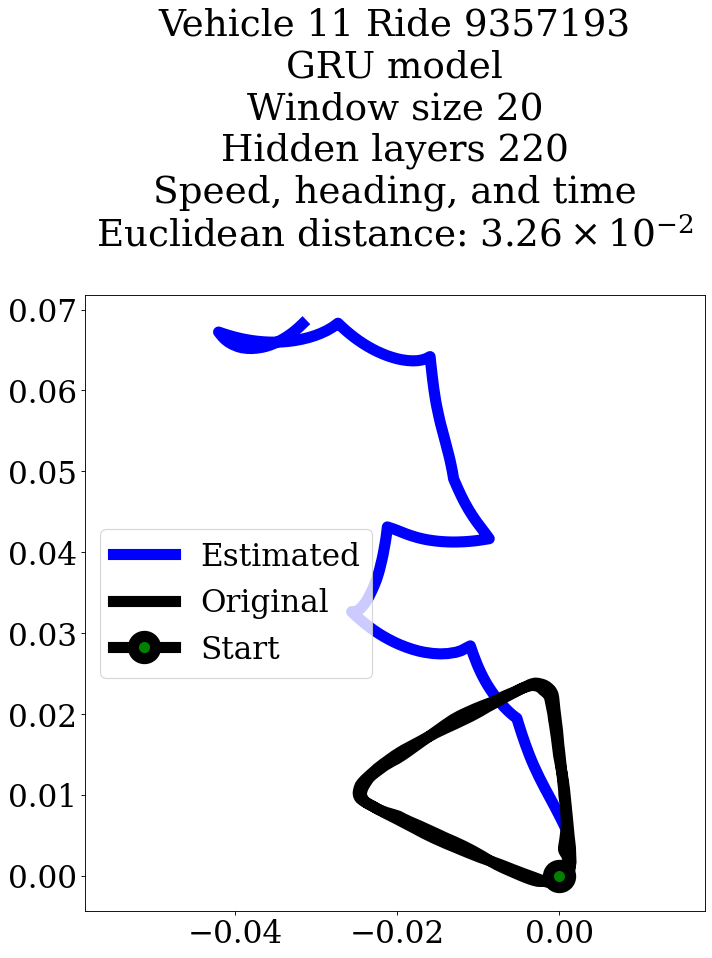 Vehicle 11 Ride 9357193
GRU model
Window size 20
Hidden layers 220
Speed, heading, and time
Euclidean distance: 3.26 × 10⁻²
0.07
0.06
0.05
0.04
0.03
0.02
0.01
0.00
Estimated
Original
Start
−0.04 −0.02 0.00